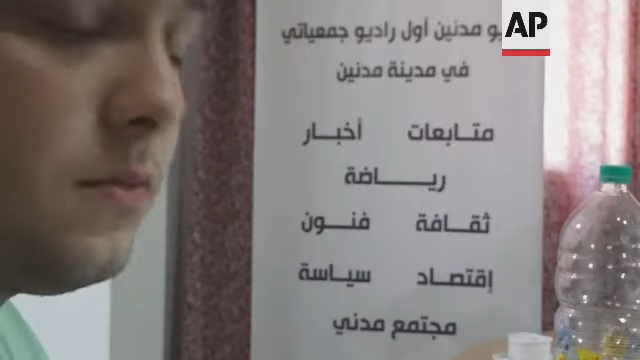 AP
مدنين أول راديو جمعياتي
في مدينة مدنين
متابعات أخبار
رياضة
ثقافة فنون
إقتصاد سياسة
مجتمع مدني